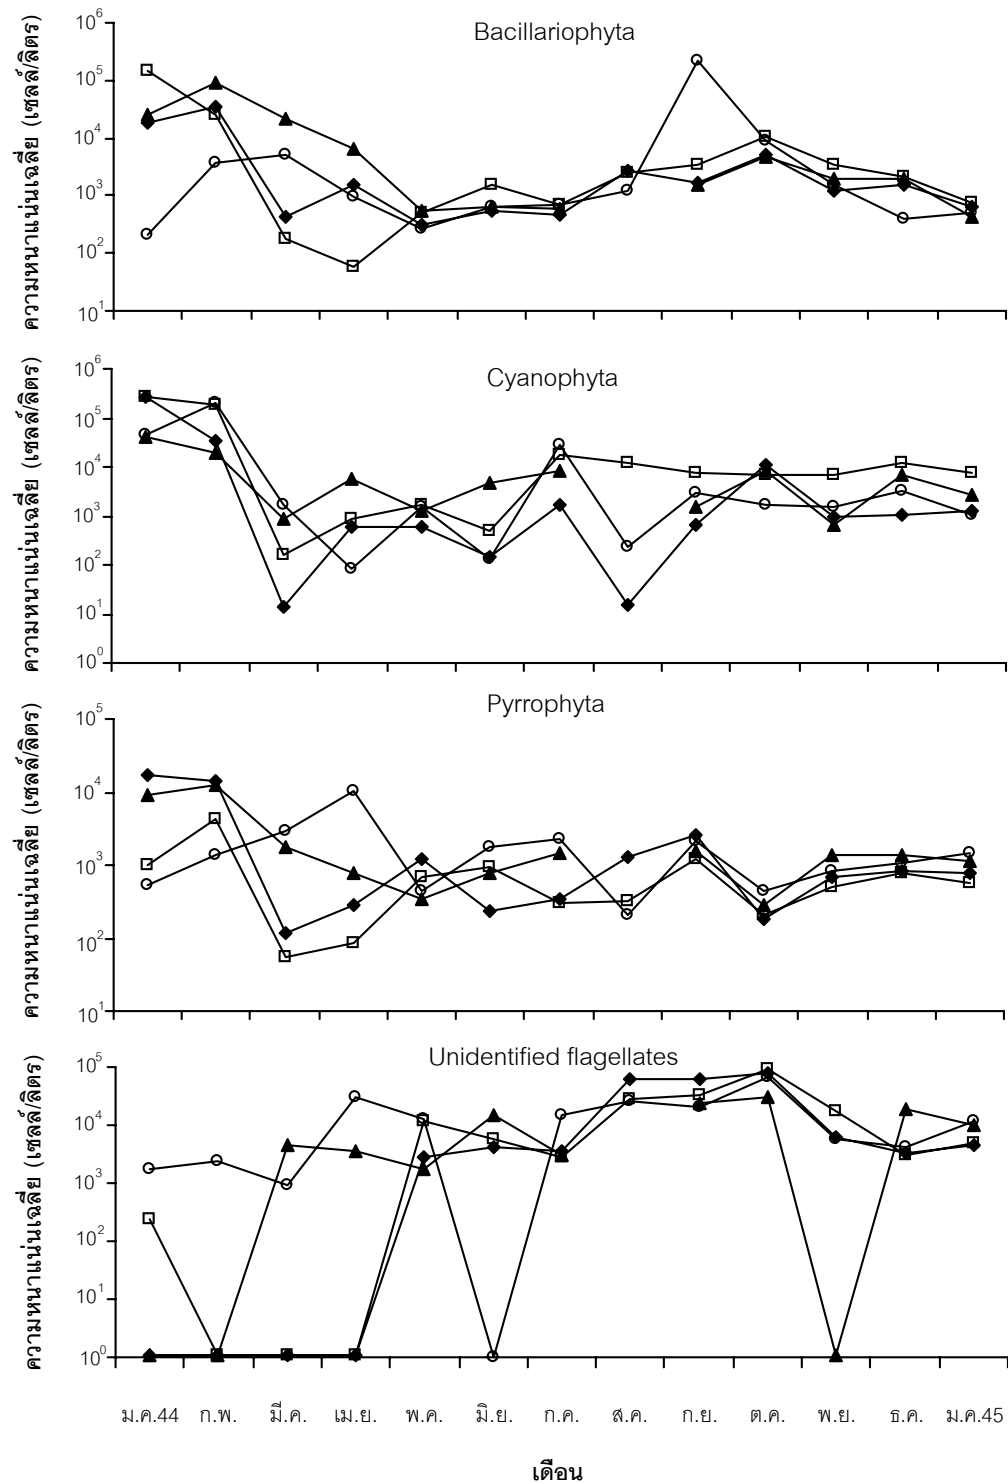 Bacillariophyta
ความหนาแน่นเฉลี่ย (เซลล์/ลิตร)
10⁶
10⁵
10⁴
10³
10²
10¹
Cyanophyta
ความหนาแน่นเฉลี่ย (เซลล์/ลิตร)
10⁶
10⁵
10⁴
10³
10²
10¹
10⁰
Pyrrophyta
ความหนาแน่นเฉลี่ย (เซลล์/ลิตร)
10⁵
10⁴
10³
10²
10¹
Unidentified flagellates
ความหนาแน่นเฉลี่ย (เซลล์/ลิตร)
10⁵
10⁴
10³
10²
10¹
10⁰
ม.ค.44 ก.พ. มี.ค. เม.ย. พ.ค. มิ.ย. ก.ค. ส.ค. ก.ย. ต.ค. พ.ย. ธ.ค. ม.ค.45
เดือน